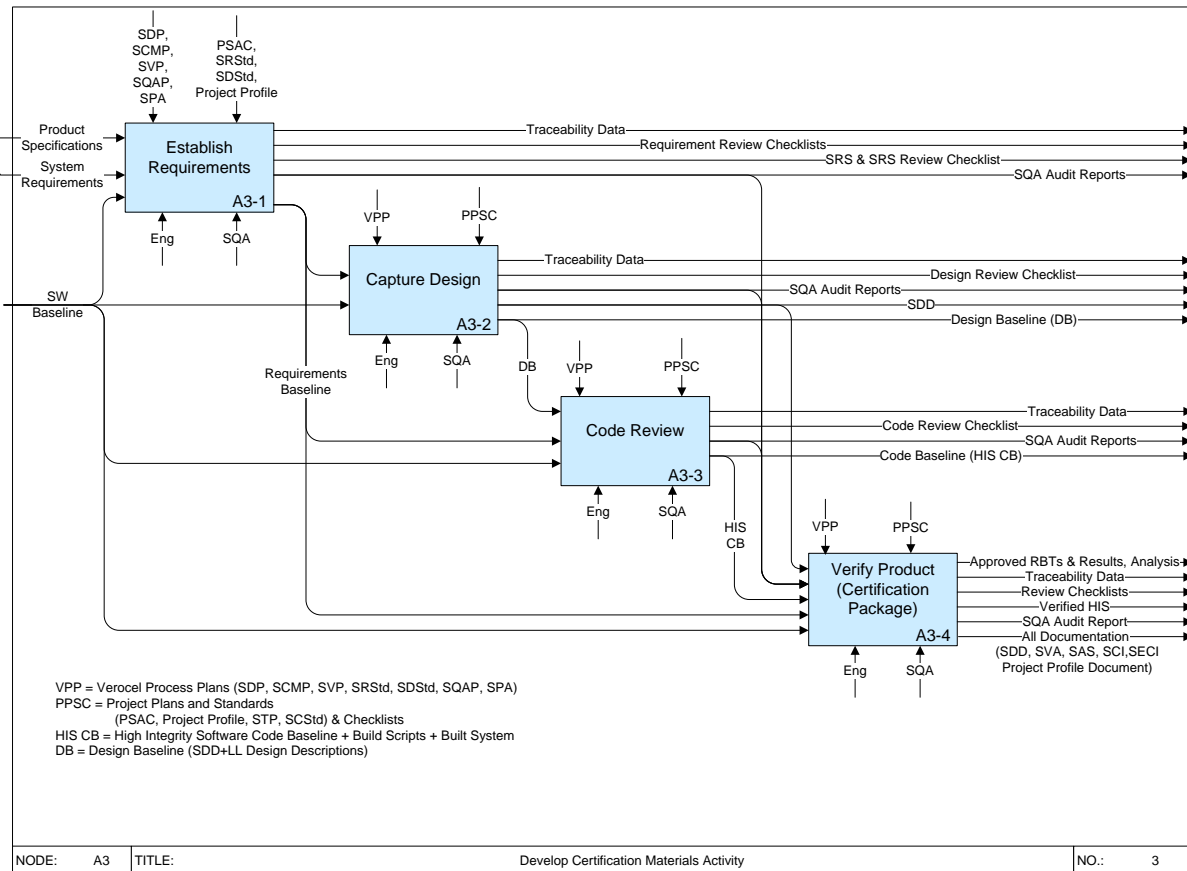 SDP,
SCMP,
SVP,
SQAP,
SPA
PSAC,
SRStd,
SDStd,
Project Profile
Product
Specifications
System
Requirements
Establish
Requirements
A3-1
Traceability Data
Requirement Review Checklists
SRS & SRS Review Checklist
SQA Audit Reports
Eng
SQA
VPP
PPSC
SW
Baseline
Capture Design
A3-2
Traceability Data
Design Review Checklist
SQA Audit Reports
SDD
Design Baseline (DB)
Eng
SQA
Requirements
Baseline
DB
VPP
PPSC
Code Review
A3-3
Traceability Data
Code Review Checklist
SQA Audit Reports
Code Baseline (HIS CB)
Eng
SQA
HIS
CB
VPP
PPSC
Verify Product
(Certification
Package)
A3-4
Approved RBTs & Results, Analysis
Traceability Data
Review Checklists
Verified HIS
SQA Audit Report
All Documentation
(SDD, SVA, SAS, SCI,SECI
Project Profile Document)
Eng
SQA
VPP = Verocel Process Plans (SDP, SCMP, SVP, SRStd, SDStd, SQAP, SPA)
PPSC = Project Plans and Standards
(PSAC, Project Profile, STP, SCStd) & Checklists
HIS CB = High Integrity Software Code Baseline + Build Scripts + Built System
DB = Design Baseline (SDD+LL Design Descriptions)
NODE: A3 TITLE: Develop Certification Materials Activity NO.: 3